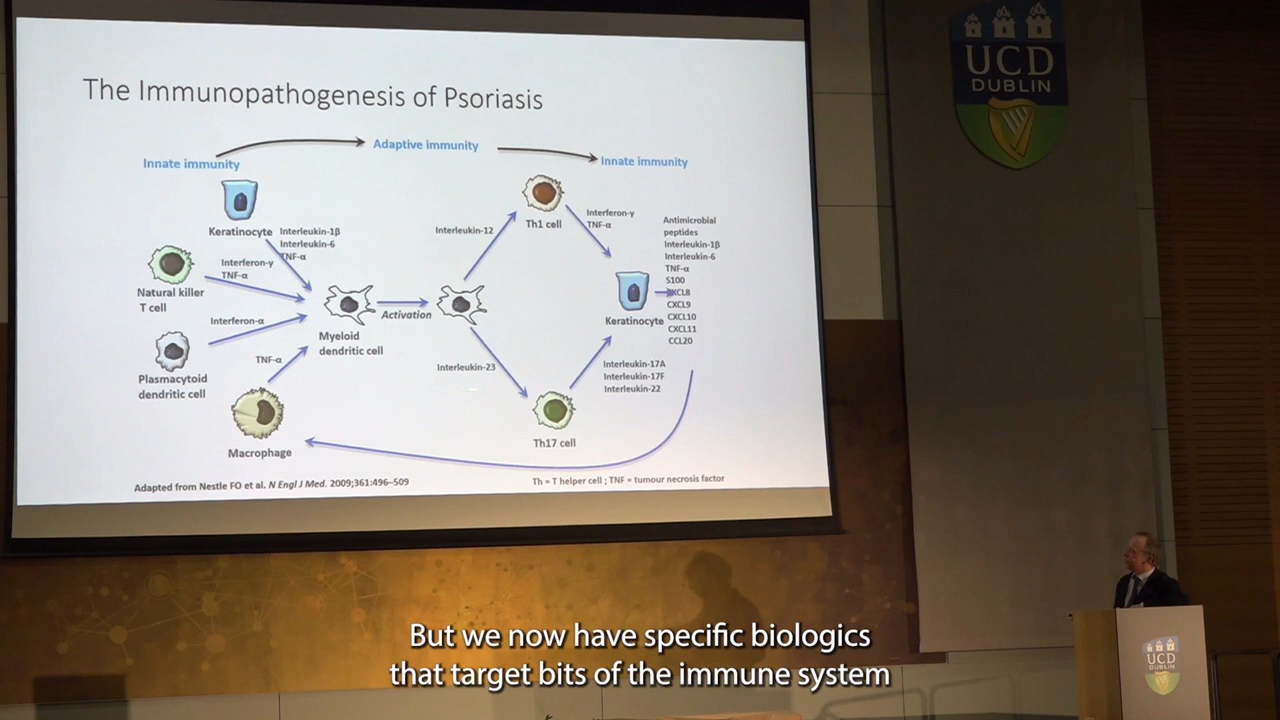 The Immunopathogenesis of Psoriasis
Innate immunity
Adaptive immunity
Innate immunity
Keratinocyte
Interleukin-1β
Interleukin-6
TNF-α
Natural killer
T cell
Interferon-γ
TNF-α
Plasmacytoid
dendritic cell
Interferon-α
TNF-α
Macrophage
Myeloid
dendritic cell
Activation
Interleukin-12
Interleukin-23
Th1 cell
Interferon-γ
TNF-α
Th17 cell
Interleukin-17A
Interleukin-17F
Interleukin-22
Keratinocyte
Antimicrobial
peptides
Interleukin-1β
Interleukin-6
TNF-α
S100
CXCL8
CXCL9
CXCL10
CXCL11
CCL20
Adapted from Nestle FO et al. N Engl J Med. 2009;361:496–509
Th = T helper cell ; TNF = tumour necrosis factor
UCD
DUBLIN
UCD
DUBLIN
But we now have specific biologics
that target bits of the immune system